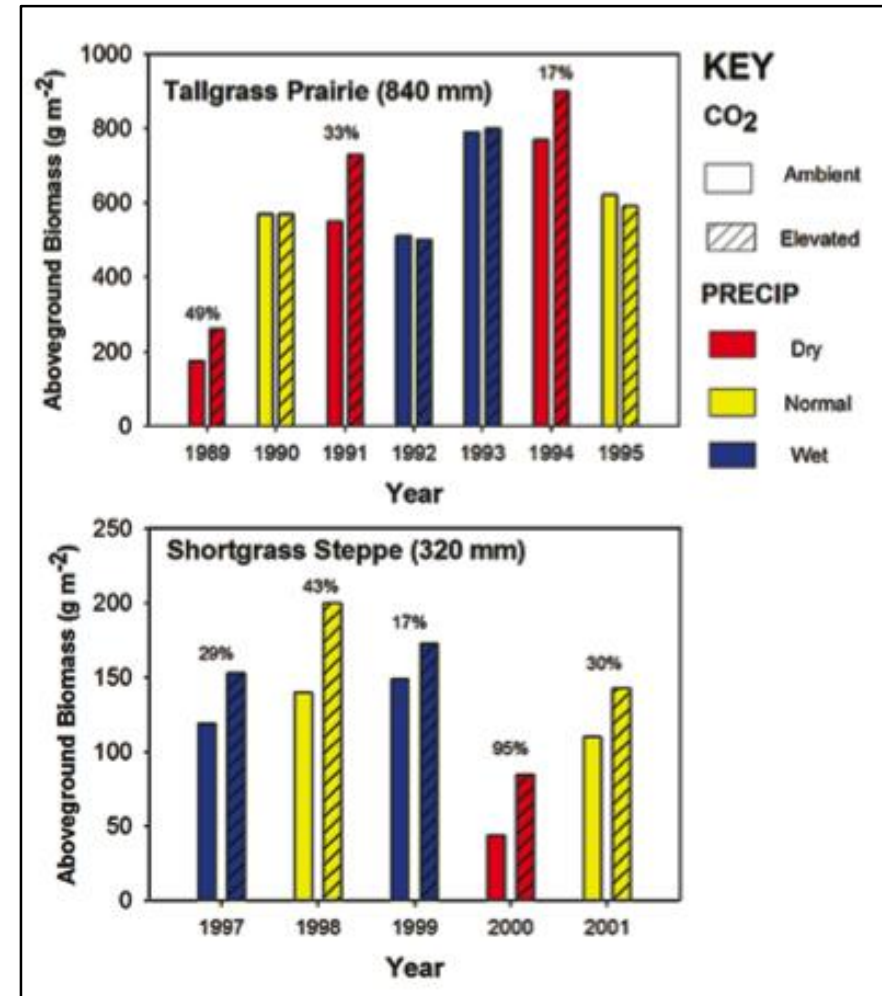 Aboveground Biomass (g m⁻²)
1000
800
600
400
200
0
Tallgrass Prairie (840 mm)
49%
33%
17%
1989
1990
1991
1992
1993
1994
1995
Year
KEY
CO₂
Ambient
Elevated
PRECIP
Dry
Normal
Wet
Aboveground Biomass (g m⁻²)
250
200
150
100
50
0
Shortgrass Steppe (320 mm)
29%
43%
17%
95%
30%
1997
1998
1999
2000
2001
Year